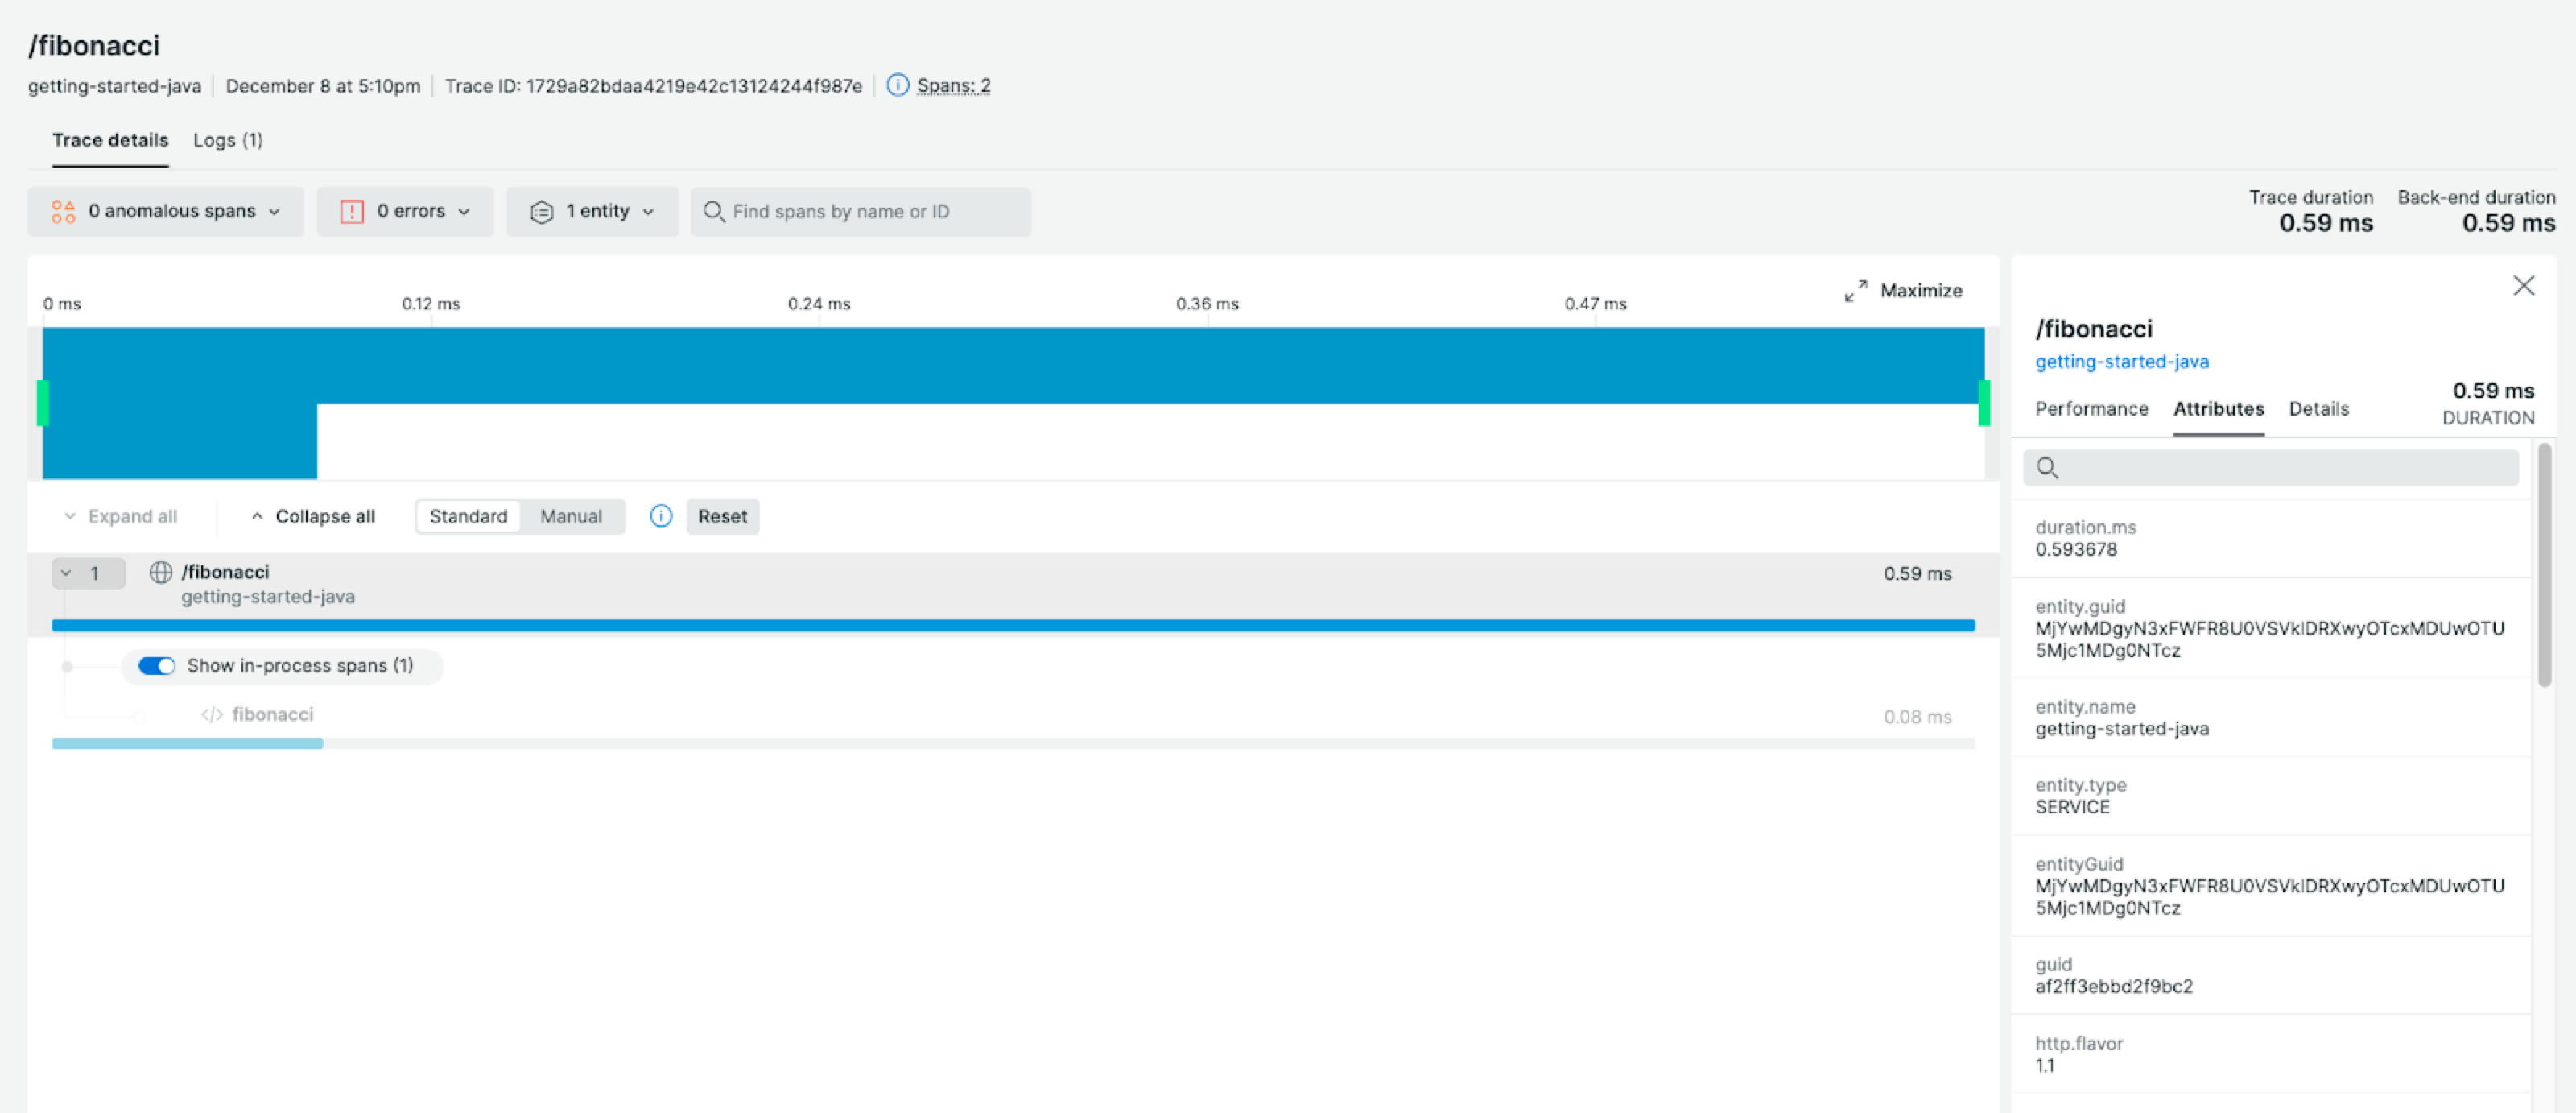 /fibonacci
getting-started-java December 8 at 5:10pm Trace ID: 1729a82bdaa4219e42c13124244f987e Spans: 2
Trace details Logs (1)
0 anomalous spans 0 errors 1 entity Find spans by name or ID
Trace duration Back-end duration
0.59 ms 0.59 ms
Maximize
0 ms 0.12 ms 0.24 ms 0.36 ms 0.47 ms
Expand all Collapse all Standard Manual Reset
1 /fibonacci 0.59 ms
getting-started-java
Show in-process spans (1)
</> fibonacci 0.08 ms
/fibonacci
getting-started-java
0.59 ms
Performance Attributes Details DURATION
duration.ms
0.593678
entity.guid
MjYwMDgyN3xFWFR8U0VSVklDRXwyOTcxMDUwOTU
5Mjc1MDg0NTcz
entity.name
getting-started-java
entity.type
SERVICE
entityGuid
MjYwMDgyN3xFWFR8U0VSVklDRXwyOTcxMDUwOTU
5Mjc1MDg0NTcz
guid
af2ff3ebbd2f9bc2
http.flavor
1.1